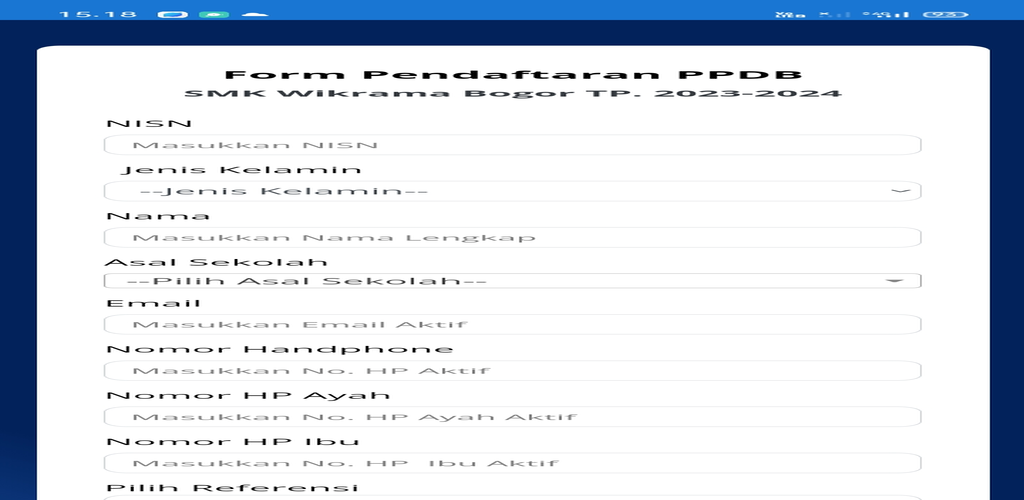 15.18
Form Pendaftaran PPDB
SMK Wikrama Bogor TP. 2023-2024
NISN
Masukkan NISN
Jenis Kelamin
--Jenis Kelamin--
Nama
Masukkan Nama Lengkap
Asal Sekolah
--Pilih Asal Sekolah--
Email
Masukkan Email Aktif
Nomor Handphone
Masukkan No. HP Aktif
Nomor HP Ayah
Masukkan No. HP Ayah Aktif
Nomor HP Ibu
Masukkan No. HP  Ibu Aktif
Pilih Referensi